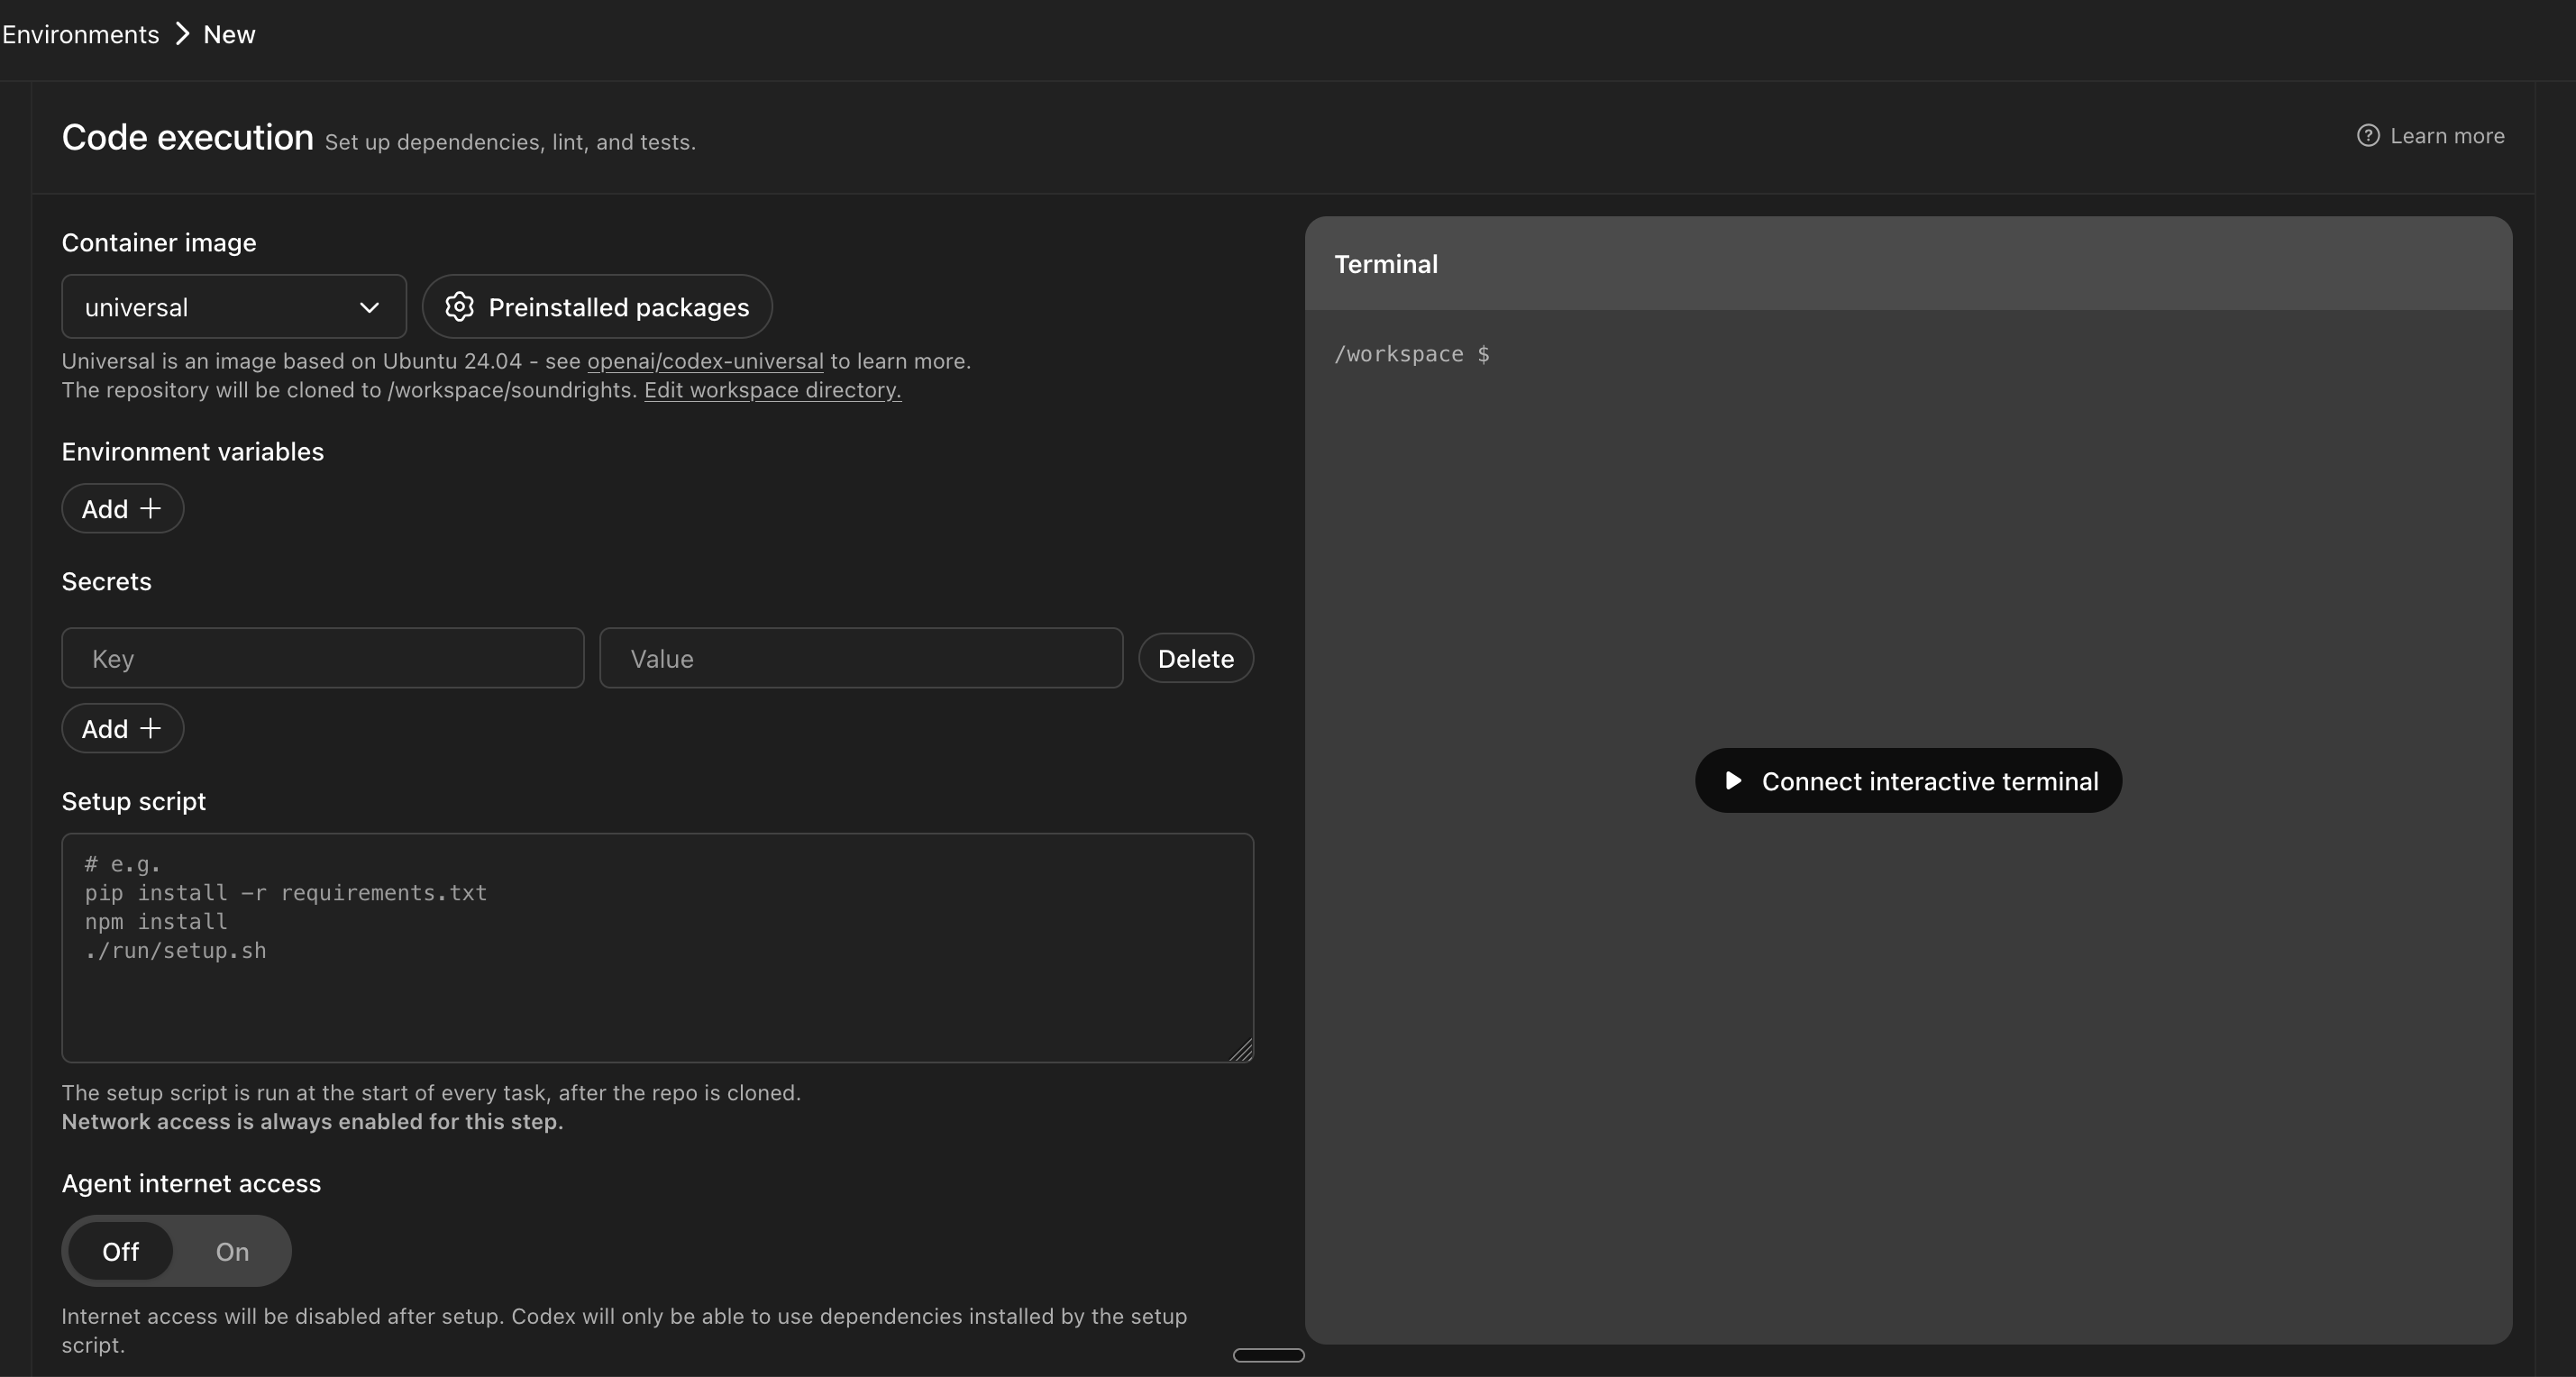 Environments > New
Code execution Set up dependencies, lint, and tests.
Learn more
Container image
universal
Preinstalled packages
Universal is an image based on Ubuntu 24.04 - see openai/codex-universal to learn more.
The repository will be cloned to /workspace/soundrights. Edit workspace directory.
Environment variables
Add +
Secrets
Key
Value
Delete
Add +
Setup script
# e.g.
pip install -r requirements.txt
npm install
./run/setup.sh
The setup script is run at the start of every task, after the repo is cloned.
Network access is always enabled for this step.
Agent internet access
Off
On
Internet access will be disabled after setup. Codex will only be able to use dependencies installed by the setup
script.
Terminal
/workspace $
Connect interactive terminal